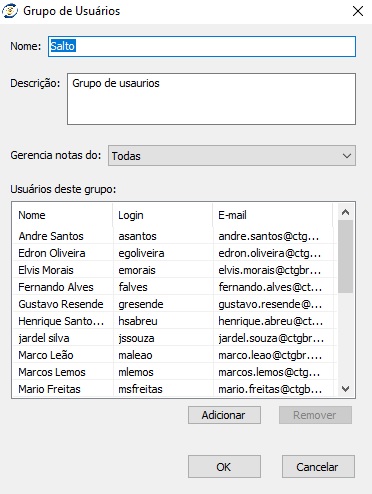 Grupo de Usuários
Nome: Salto
Descrição: Grupo de usaurios
Gerencia notas do: Todas
Usuários deste grupo:
Nome Login E-mail
Andre Santos asantos andre.santos@ctg...
Edron Oliveira egoliveira edron.oliveira@ctg...
Elvis Morais emorais elvis.morais@ctgbr...
Fernando Alves falves fernando.alves@ct...
Gustavo Resende gresende gustavo.resende@...
Henrique Santo... hsabreu henrique.abreu@ct...
jardel silva jssouza jardel.souza@ctgb...
Marco Leão maleao marco.leao@ctgbr....
Marcos Lemos mlemos marcos.lemos@ctg...
Mario Freitas msfreitas mario.freitas@ctgb...
Adicionar Remover
OK Cancelar